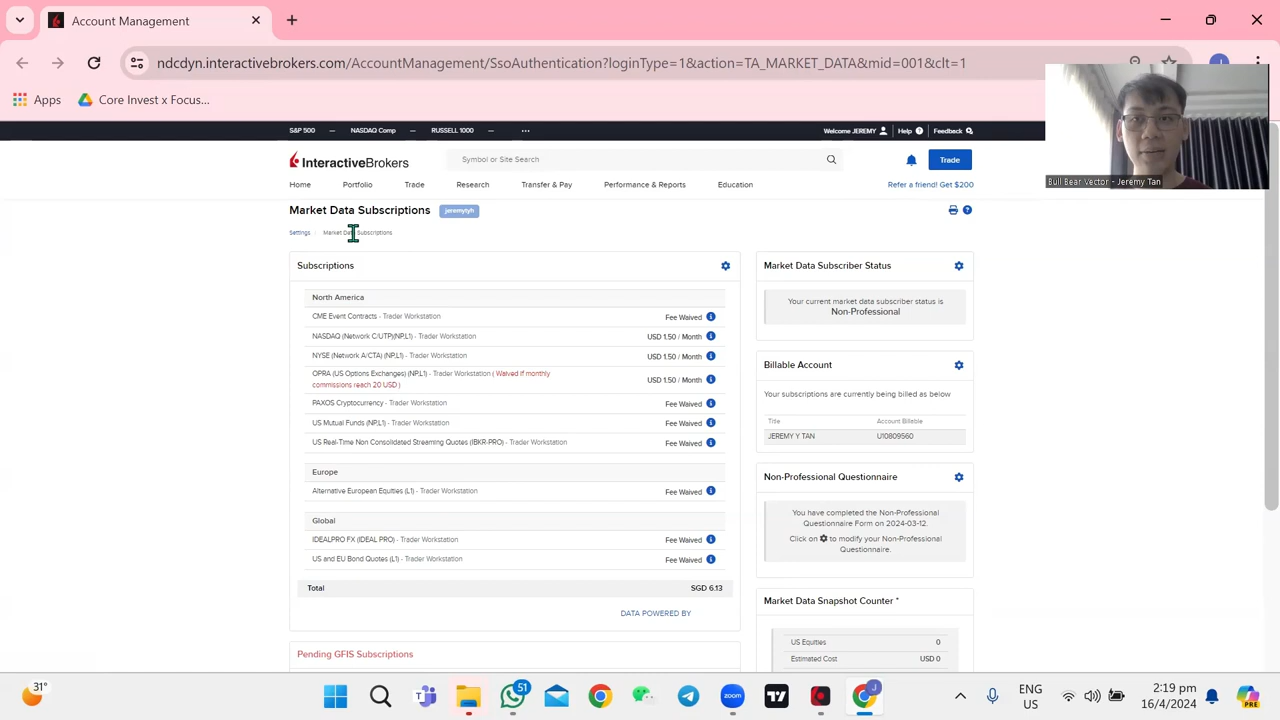 Account Management
ndcdyn.interactivebrokers.com/AccountManagement/SsoAuthentication?loginType=1&action=TA_MARKET_DATA&mid=001&clt=1
Apps
Core Invest x Focus...
S&P 500
NASDAQ Comp
RUSSELL 1000
Welcome JEREMY
Help
Feedback
InteractiveBrokers
Symbol or Site Search
Trade
Bull Bear Vector - Jeremy Tan
Home
Portfolio
Trade
Research
Transfer & Pay
Performance & Reports
Education
Refer a friend! Get $200
Market Data Subscriptions
jeremytyh
Settings
Market Data Subscriptions
Subscriptions
North America
CME Event Contracts - Trader Workstation
Fee Waived
NASDAQ (Network C/UTP)(NP,L1) - Trader Workstation
USD 1.50 / Month
NYSE (Network A/CTA) (NP,L1) - Trader Workstation
USD 1.50 / Month
OPRA (US Options Exchanges) (NP,L1) - Trader Workstation ( Waived if monthly
commissions reach 20 USD )
USD 1.50 / Month
PAXOS Cryptocurrency - Trader Workstation
Fee Waived
US Mutual Funds (NP,L1) - Trader Workstation
Fee Waived
US Real-Time Non Consolidated Streaming Quotes (IBKR-PRO) - Trader Workstation
Fee Waived
Europe
Alternative European Equities (L1) - Trader Workstation
Fee Waived
Global
IDEALPRO FX (IDEAL PRO) - Trader Workstation
Fee Waived
US and EU Bond Quotes (L1) - Trader Workstation
Fee Waived
Total
SGD 6.13
DATA POWERED BY
Pending GFIS Subscriptions
Market Data Subscriber Status
Your current market data subscriber status is
Non-Professional
Billable Account
Your subscriptions are currently being billed as below
Title
Account Billable
JEREMY Y TAN
U10809560
Non-Professional Questionnaire
You have completed the Non-Professional
Questionnaire Form on 2024-03-12.
Click on to modify your Non-Professional
Questionnaire.
Market Data Snapshot Counter *
US Equities
0
Estimated Cost
USD 0
31°
51
zoom
J
ENG
US
2:19 pm
16/4/2024
PRE